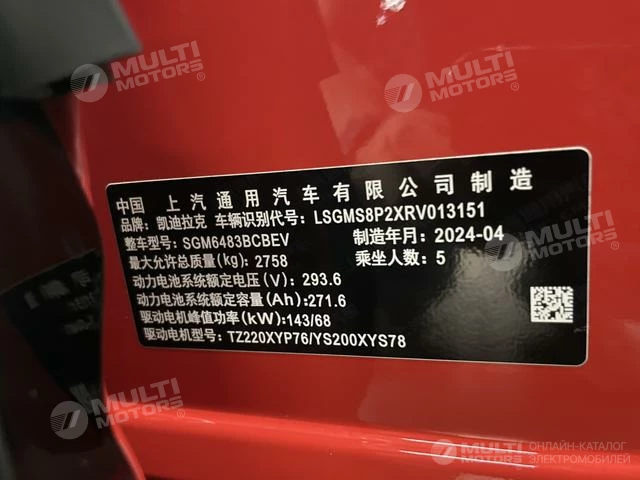 MULTI
MOTORS®
MULTI
MOTORS®
中国 上汽通用汽车有限公司制造
品牌：凯迪拉克 车辆识别代号：LSGMS8P2XRV013151
整车型号：SGM6483BCBEV 制造年月：2024-04
最大允许总质量(kg)：2758 乘坐人数：5
动力电池系统额定电压(V)：293.6
动力电池系统额定容量(Ah)：271.6
驱动电机峰值功率(kW)：143/68
驱动电机型号：TZ220XYP76/YS200XYS78
MULTI
MOTORS®
MULTI
MOTORS®
MULTI
MOTORS®
ОНЛАЙН-КАТАЛОГ
ЭЛЕКТРОМОБИЛЕЙ